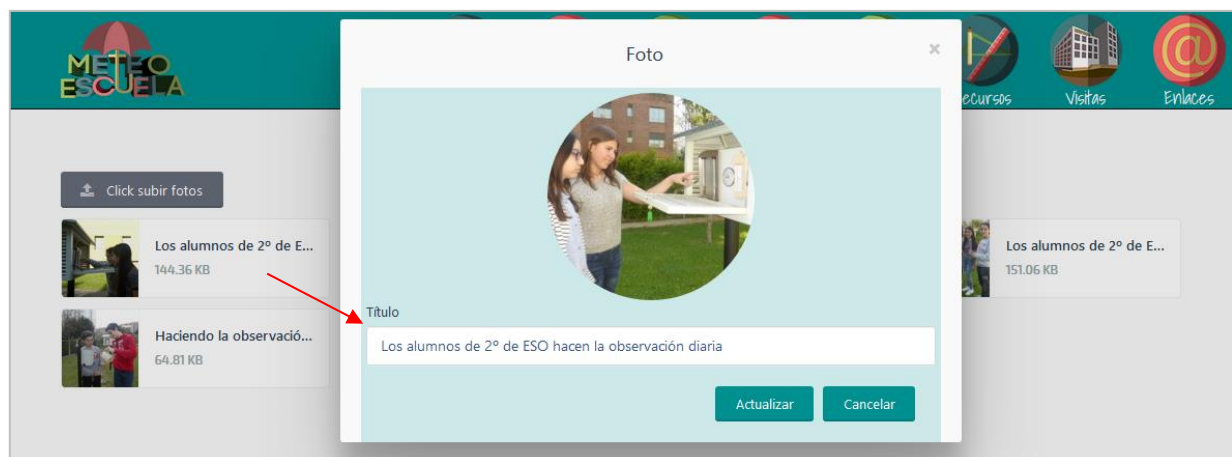 METEO
ESCUELA
Foto
×
ecursos
Visitas
Enlaces
Click subir fotos
Los alumnos de 2º de E...
144.36 KB
Los alumnos de 2º de E...
151.06 KB
Título
Haciendo la observació...
64.81 KB
Los alumnos de 2º de ESO hacen la observación diaria
Actualizar
Cancelar